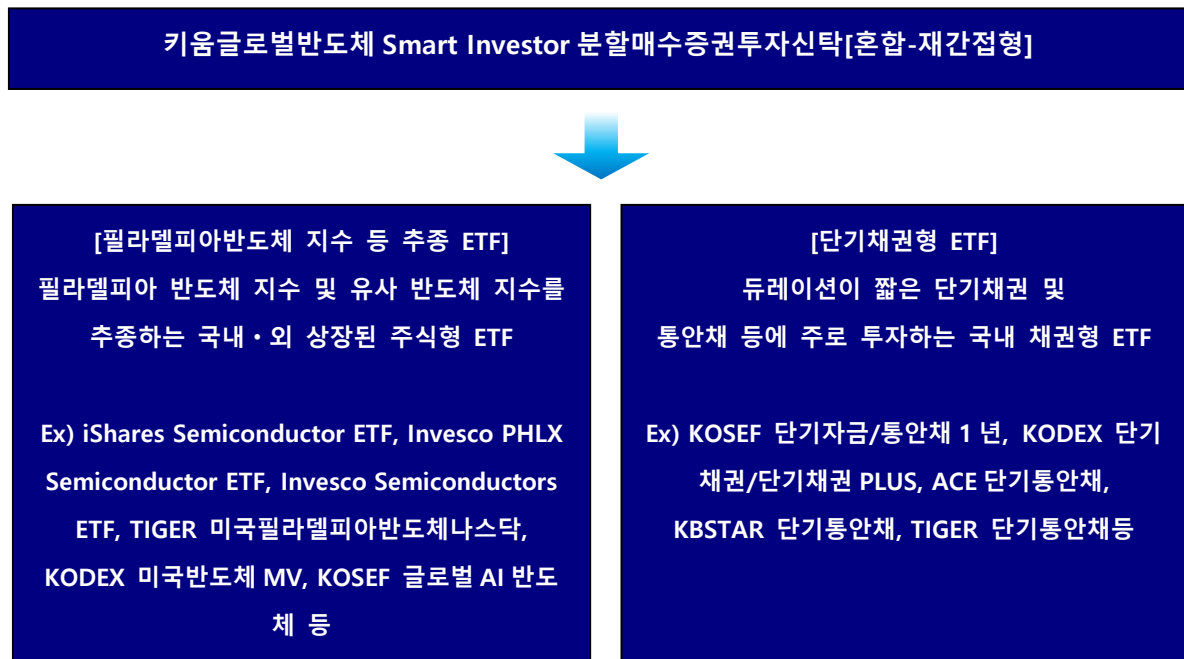 키움글로벌반도체 Smart Investor 분할매수증권투자신탁[혼합-재간접형]
[필라델피아반도체 지수 등 추종 ETF]
필라델피아 반도체 지수 및 유사 반도체 지수를
추종하는 국내・외 상장된 주식형 ETF
Ex) iShares Semiconductor ETF, Invesco PHLX
Semiconductor ETF, Invesco Semiconductors
ETF, TIGER 미국필라델피아반도체나스닥,
KODEX 미국반도체 MV, KOSEF 글로벌 AI 반도
체 등
[단기채권형 ETF]
듀레이션이 짧은 단기채권 및
통안채 등에 주로 투자하는 국내 채권형 ETF
Ex) KOSEF 단기자금/통안채 1 년, KODEX 단기
채권/단기채권 PLUS, ACE 단기통안채,
KBSTAR 단기통안채, TIGER 단기통안채등